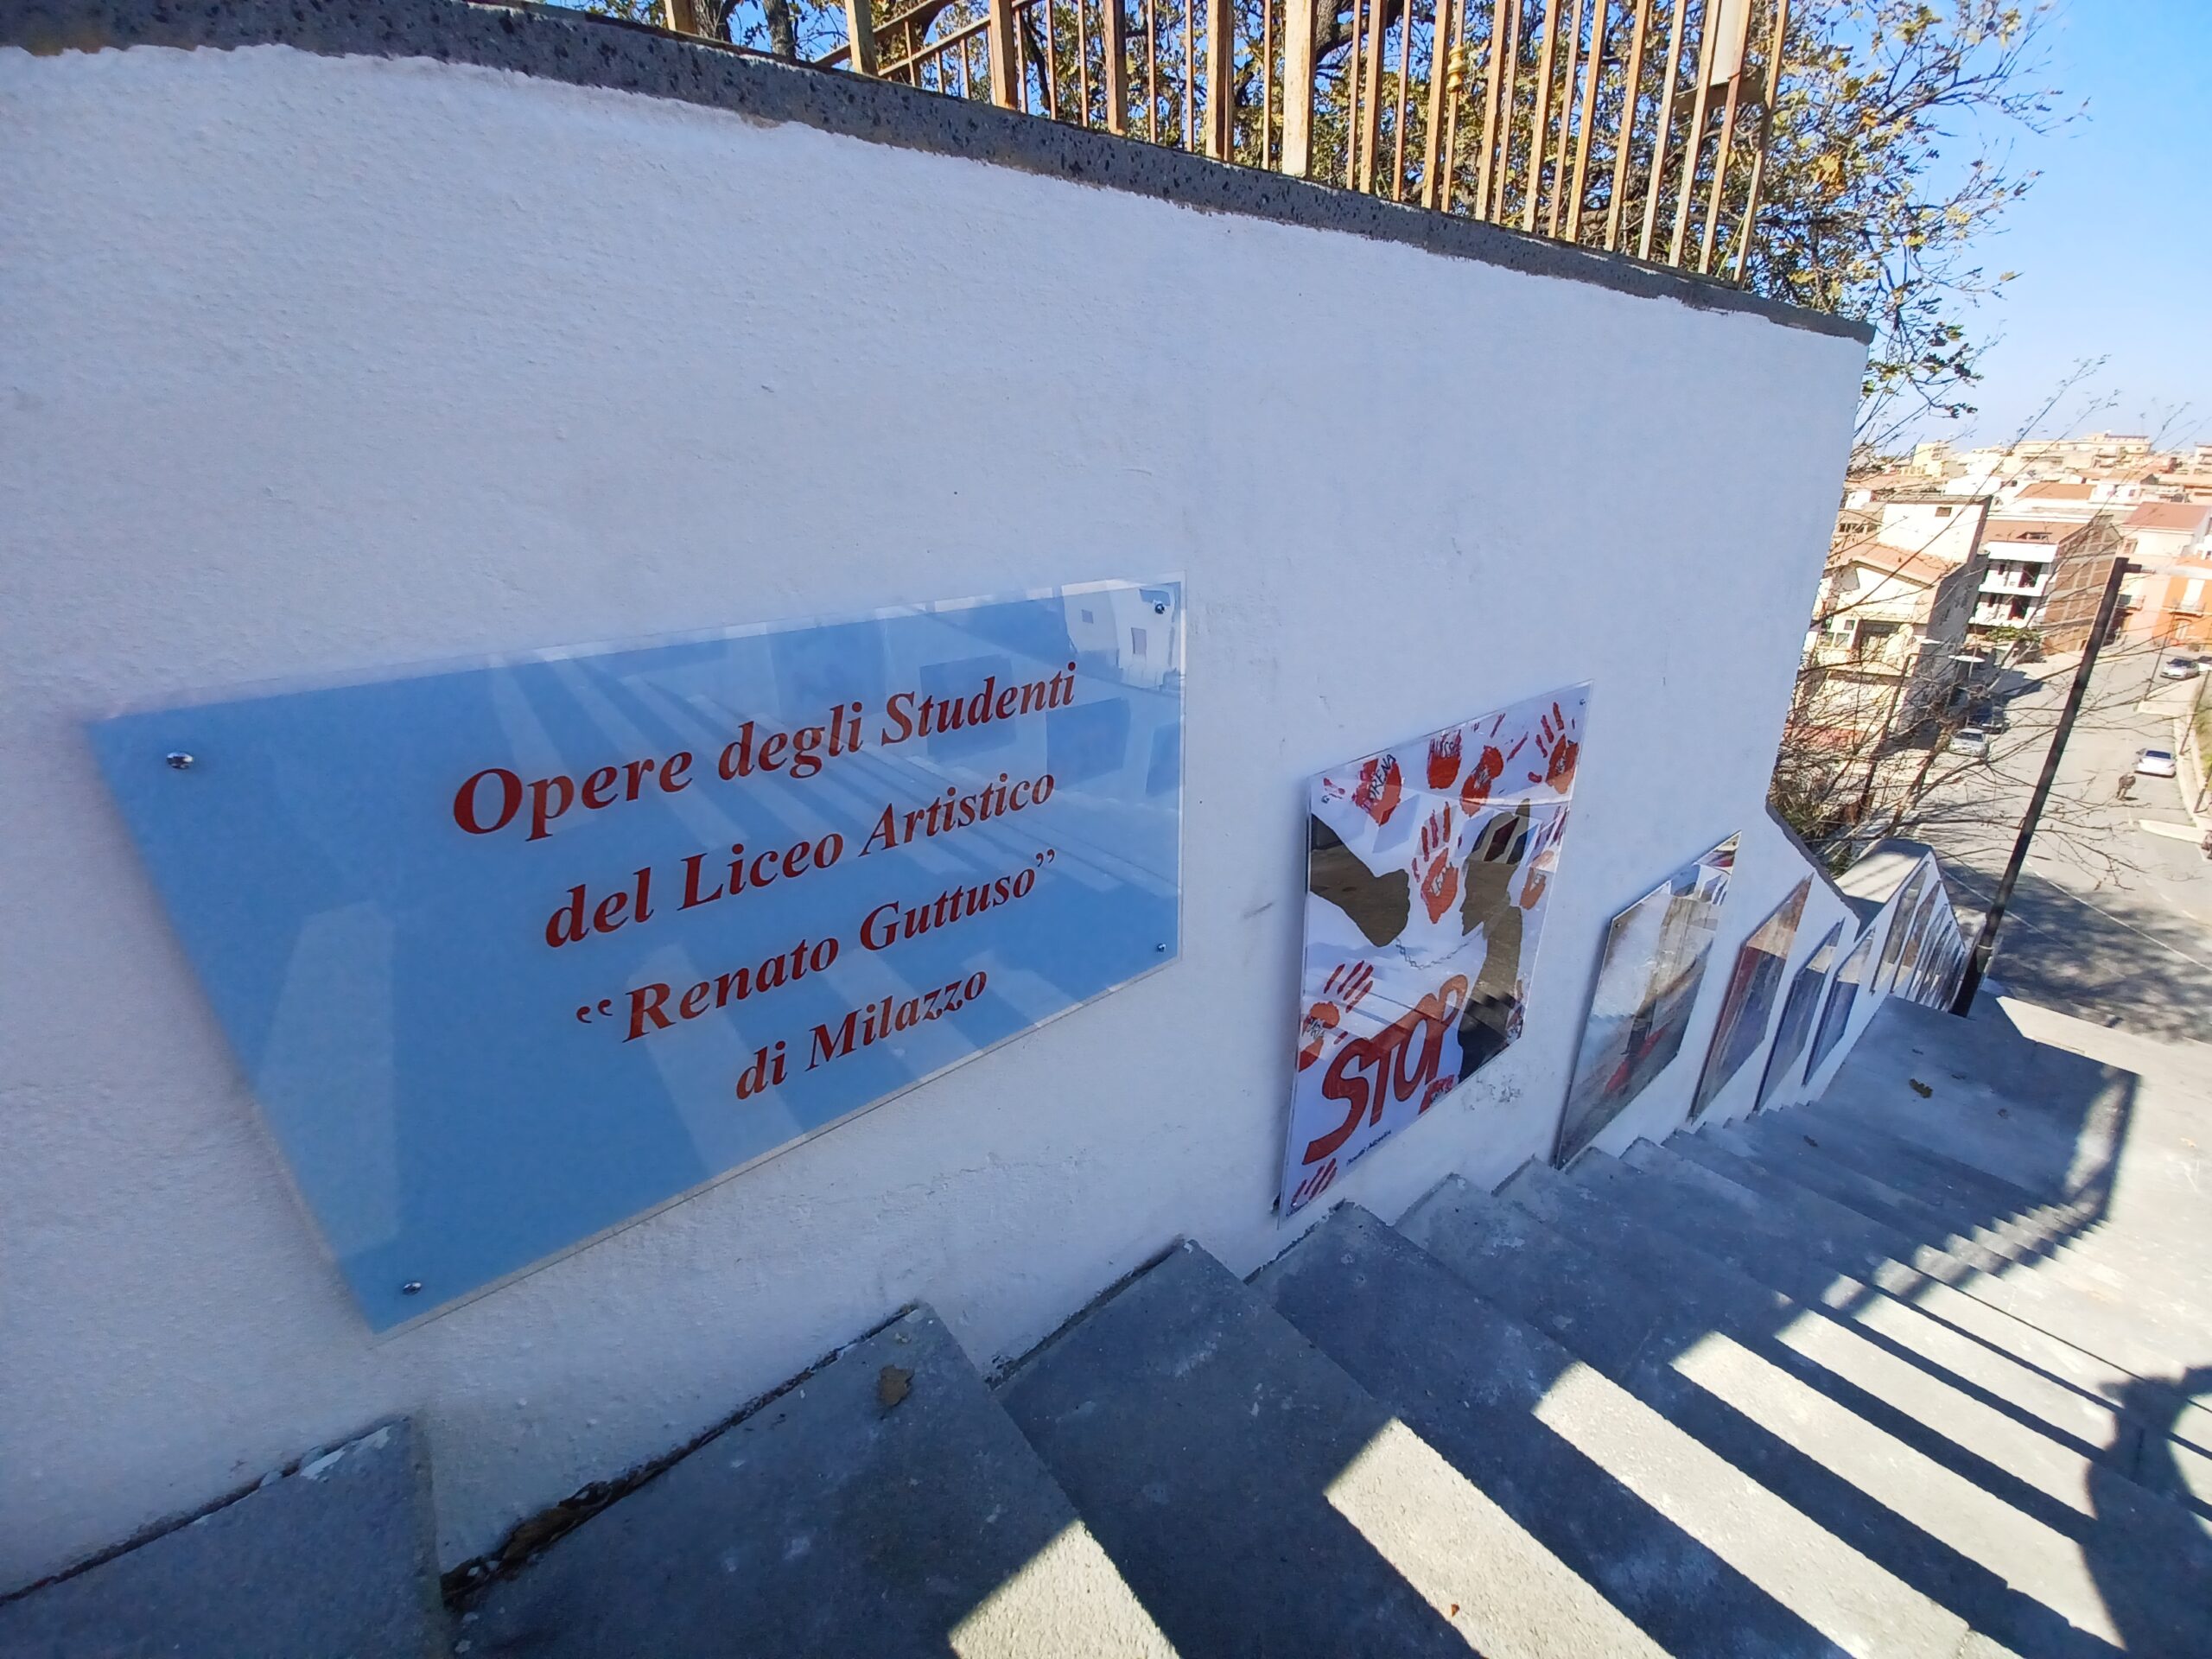 Opere degli Studenti
del Liceo Artistico
“Renato Guttuso”
di Milazzo
STOP